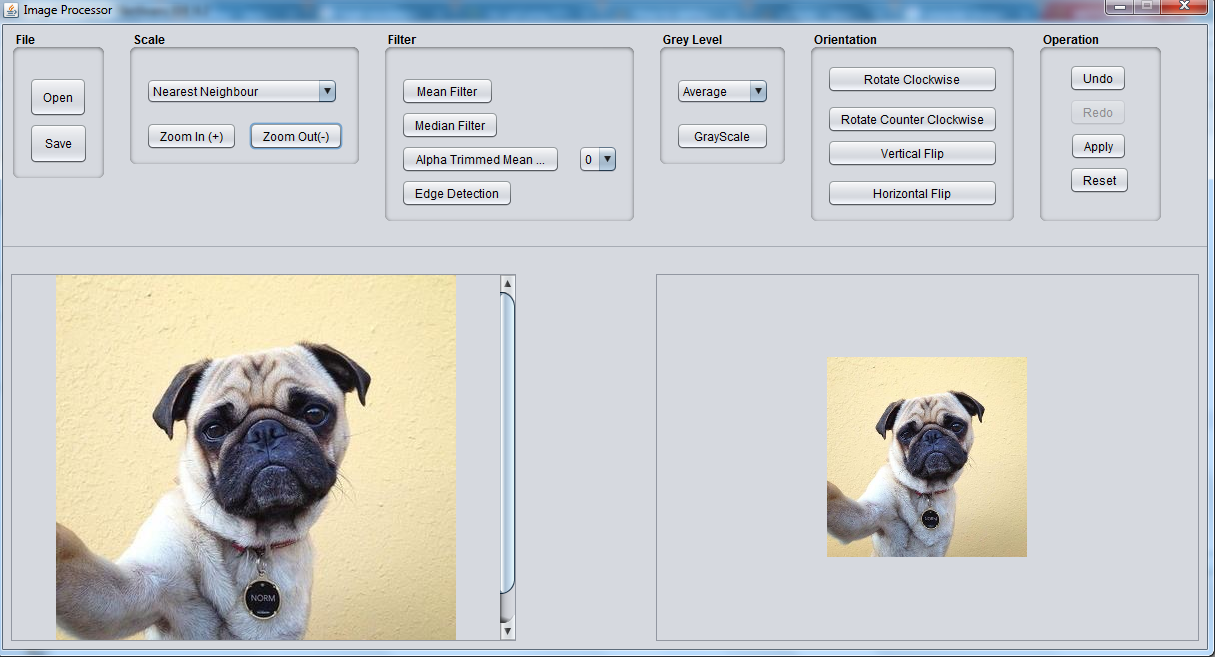 Image Processor
File
Open
Save
Scale
Nearest Neighbour
Zoom In (+)
Zoom Out(-)
Filter
Mean Filter
Median Filter
Alpha Trimmed Mean ...
0
Edge Detection
Grey Level
Average
GrayScale
Orientation
Rotate Clockwise
Rotate Counter Clockwise
Vertical Flip
Horizontal Flip
Operation
Undo
Redo
Apply
Reset
NORM
NORM